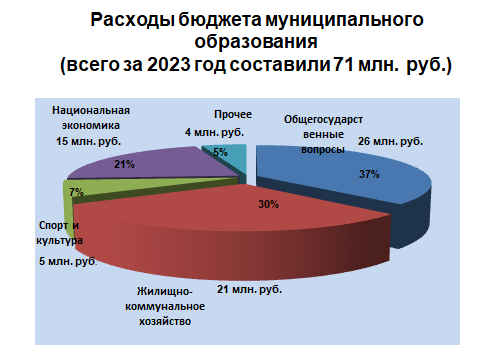 Расходы бюджета муниципального
образования
(всего за 2023 год составили 71 млн. руб.)
Национальная
экономика
15 млн. руб.
21%
Прочее
4 млн. руб.
5%
Общегосударст
венные
вопросы
26 млн. руб.
37%
7%
30%
Спорт и
культура
5 млн. руб.
Жилищно-
коммунальное
хозяйство
21 млн. руб.